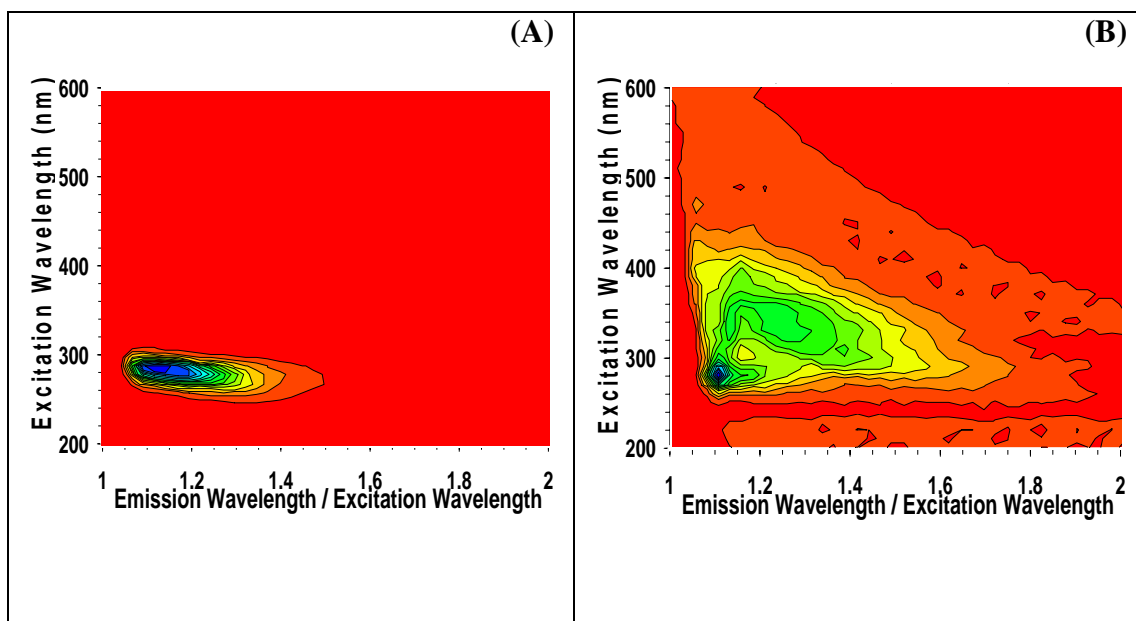 (A)
600
500
400
300
200
Excitation Wavelength (nm)
1 1.2 1.4 1.6 1.8 2
Emission Wavelength / Excitation Wavelength
(B)
600
500
400
300
200
Excitation Wavelength (nm)
1 1.2 1.4 1.6 1.8 2
Emission Wavelength / Excitation Wavelength